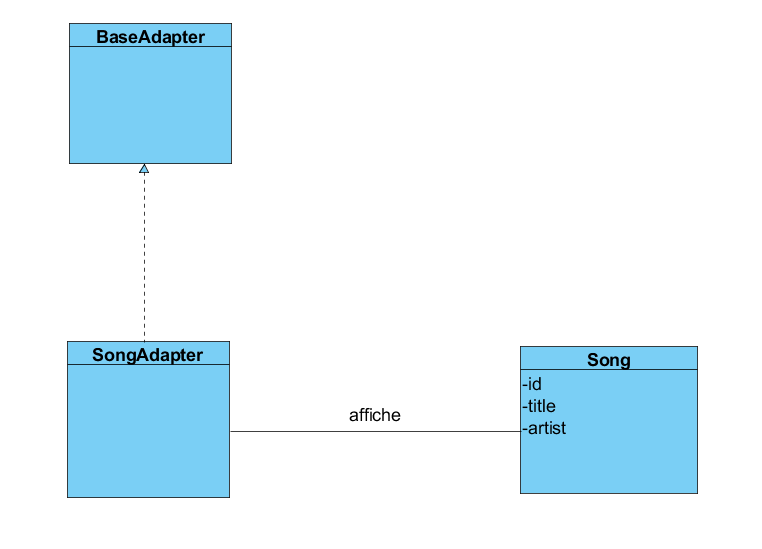 BaseAdapter
SongAdapter
affiche
Song
-id
-title
-artist